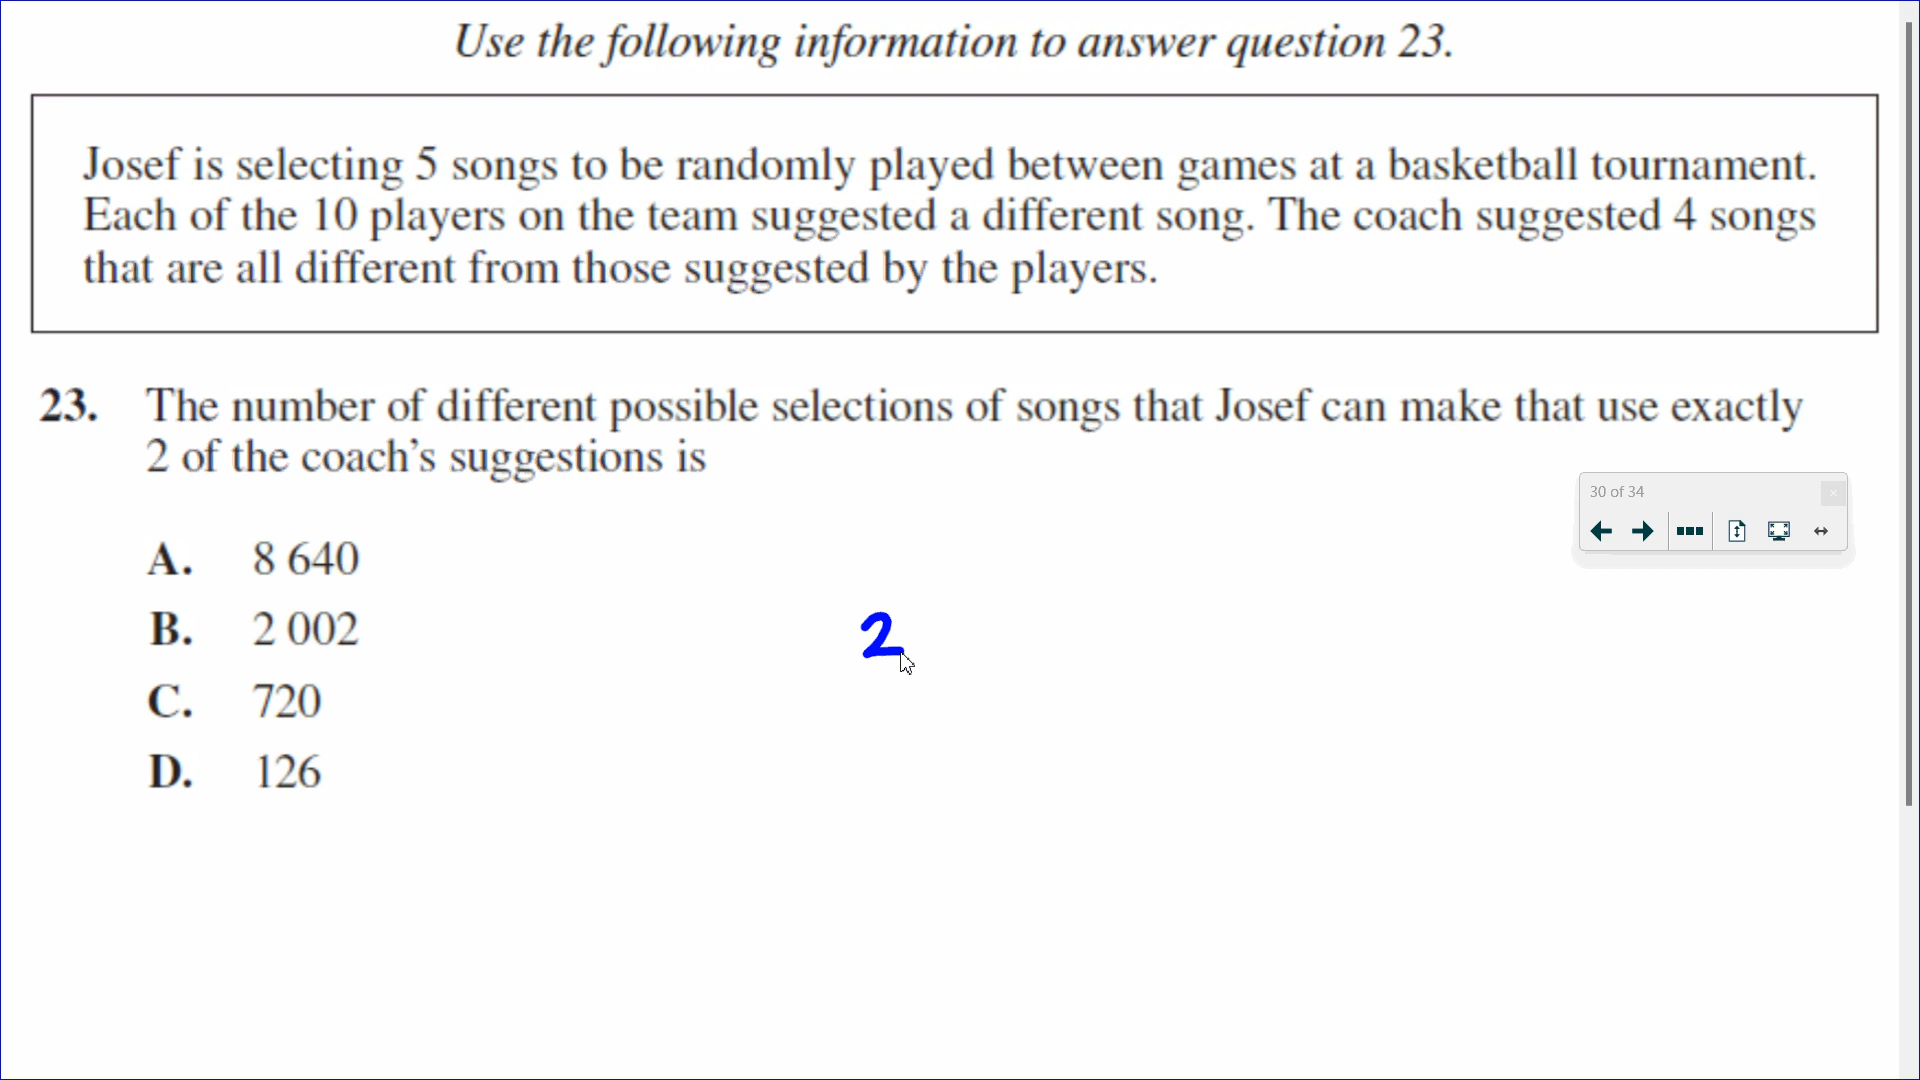 Use the following information to answer question 23.
Josef is selecting 5 songs to be randomly played between games at a basketball tournament.
Each of the 10 players on the team suggested a different song. The coach suggested 4 songs
that are all different from those suggested by the players.
23. The number of different possible selections of songs that Josef can make that use exactly
2 of the coach’s suggestions is
30 of 34
A. 8 640
B. 2 002
2
C. 720
D. 126